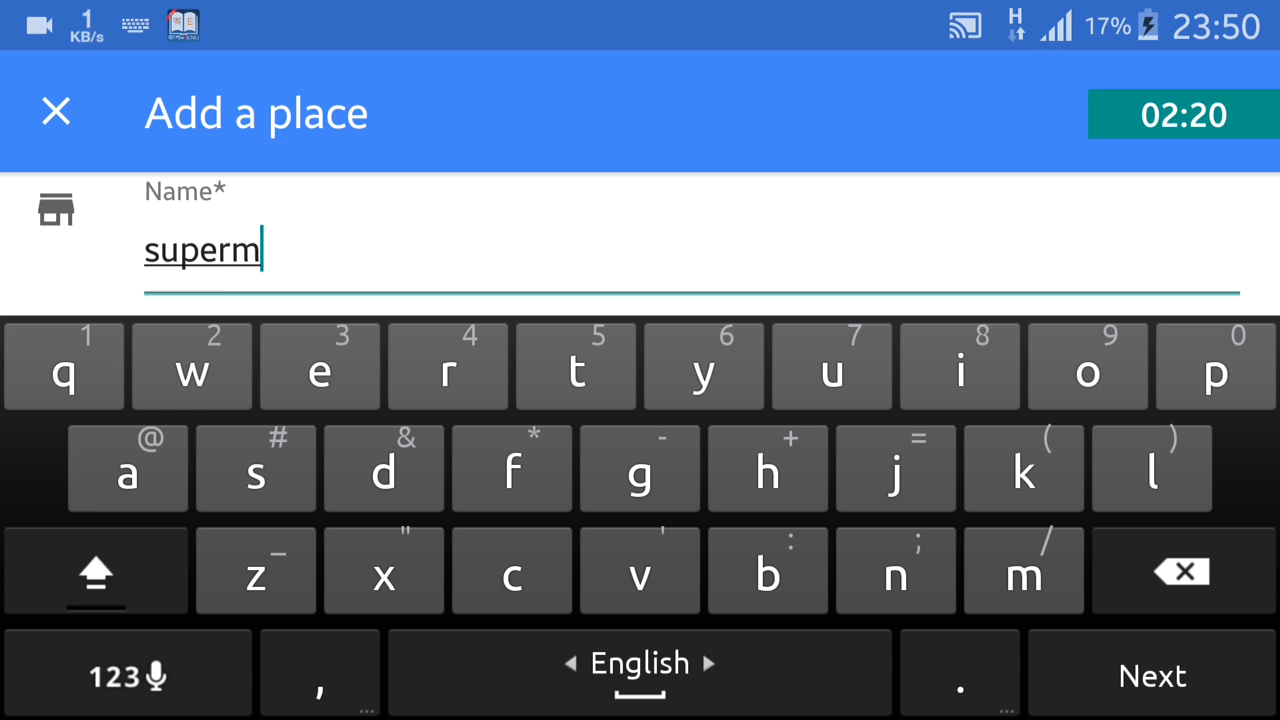 1 KB/s H 17% 23:50
Add a place 02:20
Name*
superm
1 2 3 4 5 6 7 8 9 0
q w e r t y u i o p
@ # & * - + = ( )
a s d f g h j k l
_ " ' : ; /
z x c v b n m
123 , English . Next